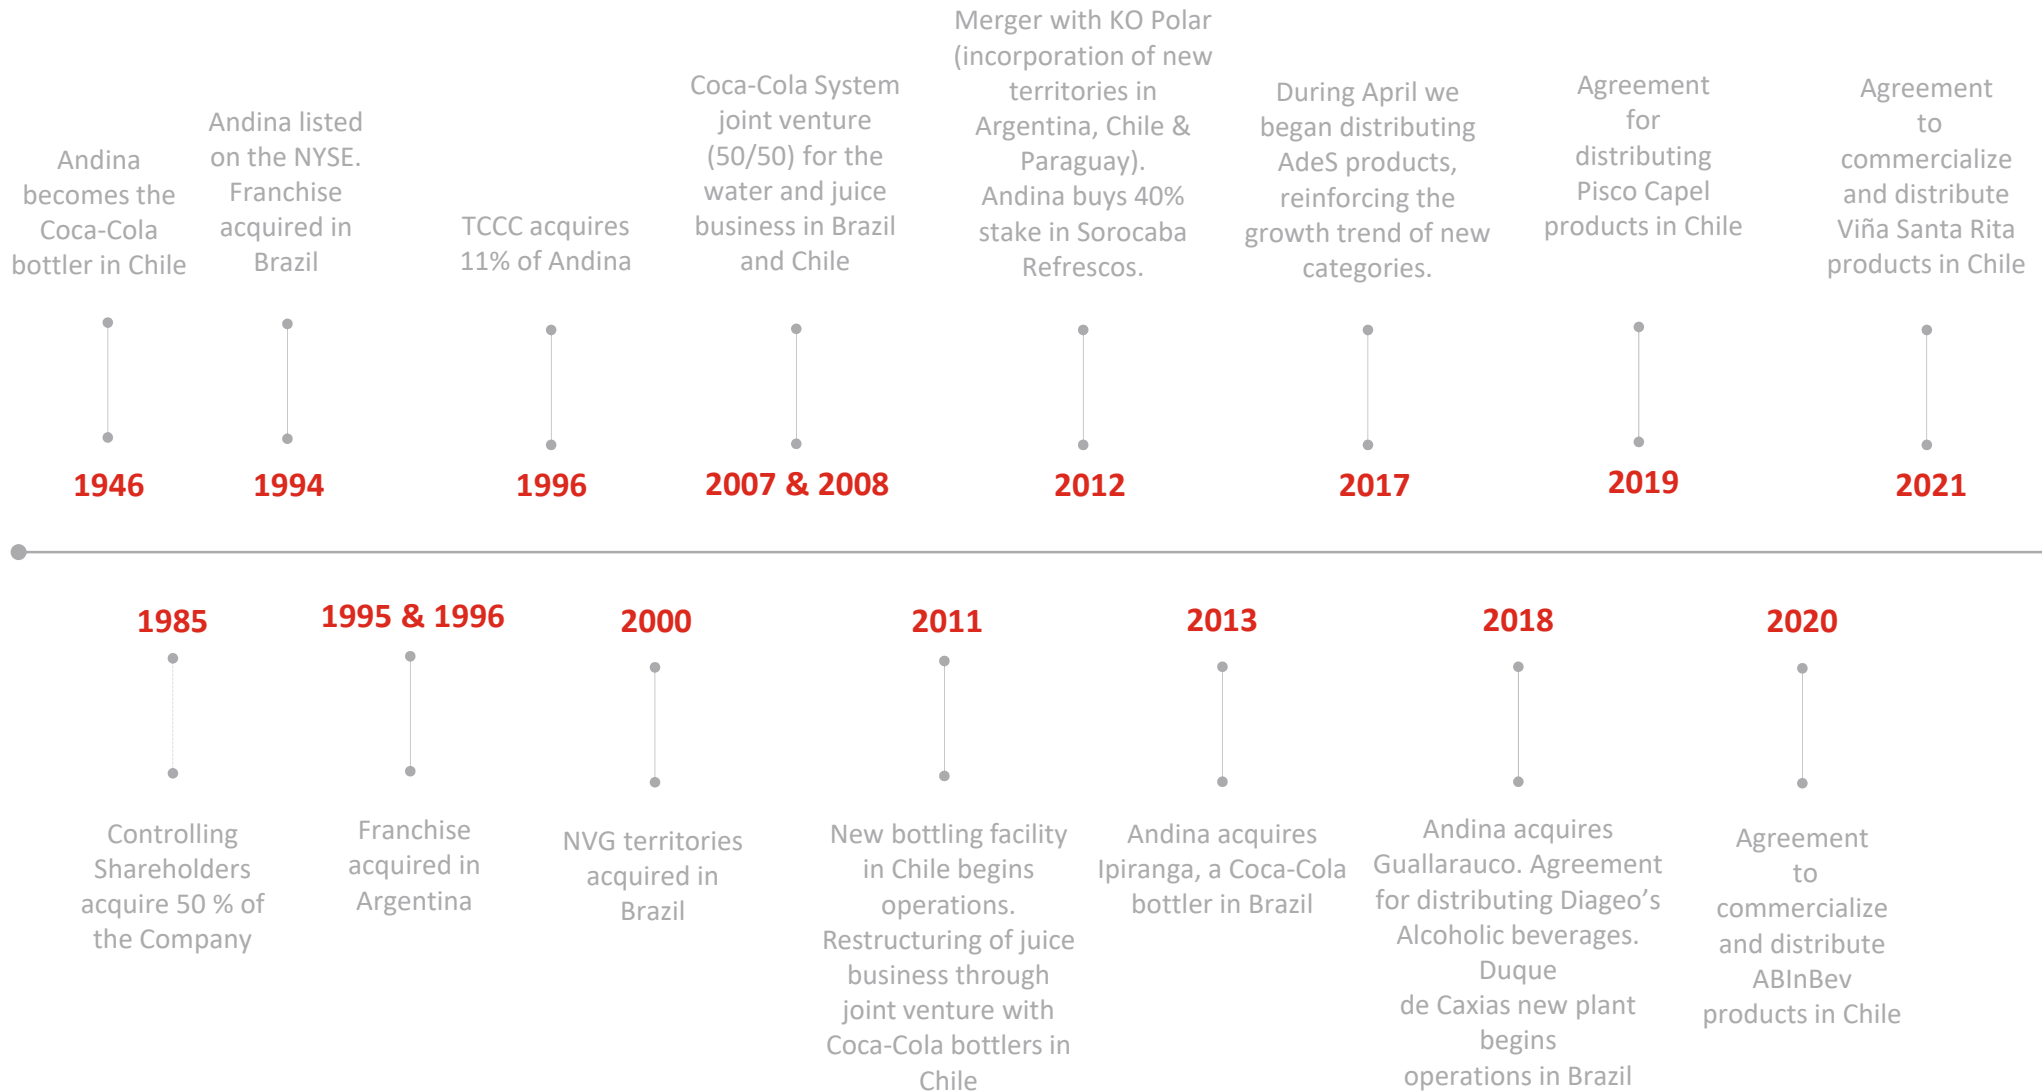 Andina
becomes the
Coca-Cola
bottler in Chile
Andina listed
on the NYSE.
Franchise
acquired in
Brazil
TCCC acquires
11% of Andina
Coca-Cola System
joint venture
(50/50) for the
water and juice
business in Brazil
and Chile
Merger with KO Polar
(incorporation of new
territories in
Argentina, Chile &
Paraguay).
Andina buys 40%
stake in Sorocaba
Refrescos.
During April we
began distributing
AdeS products,
reinforcing the
growth trend of new
categories.
Agreement
for
distributing
Pisco Capel
products in Chile
Agreement
to
commercialize
and distribute
Viña Santa Rita
products in Chile
1946
1994
1996
2007 & 2008
2012
2017
2019
2021
1985
1995 & 1996
2000
2011
2013
2018
2020
Controlling
Shareholders
acquire 50 % of
the Company
Franchise
acquired in
Argentina
NVG territories
acquired in
Brazil
New bottling facility
in Chile begins
operations.
Restructuring of juice
business through
joint venture with
Coca-Cola bottlers in
Chile
Andina acquires
Ipiranga, a Coca-Cola
bottler in Brazil
Andina acquires
Guallarauco. Agreement
for distributing Diageo’s
Alcoholic beverages.
Duque
de Caxias new plant
begins
operations in Brazil
Agreement
to
commercialize
and distribute
ABInBev
products in Chile